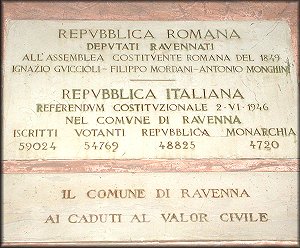 REPVBBLICA ROMANA
DEPVTATI RAVENNATI
ALL'ASSEMBLEA COSTITVENTE ROMANA DEL 1849
IGNAZIO GVICCIOLI - FILIPPO MORDANI - ANTONIO MONGHINI
REPVBBLICA ITALIANA
REFERENDVM COSTITVZIONALE 2·VI·1946
NEL COMVNE DI RAVENNA
ISCRITTI VOTANTI REPVBBLICA MONARCHIA
59024 54769 48825 4720
IL COMUNE DI RAVENNA
AI CADUTI AL VALOR CIVILE